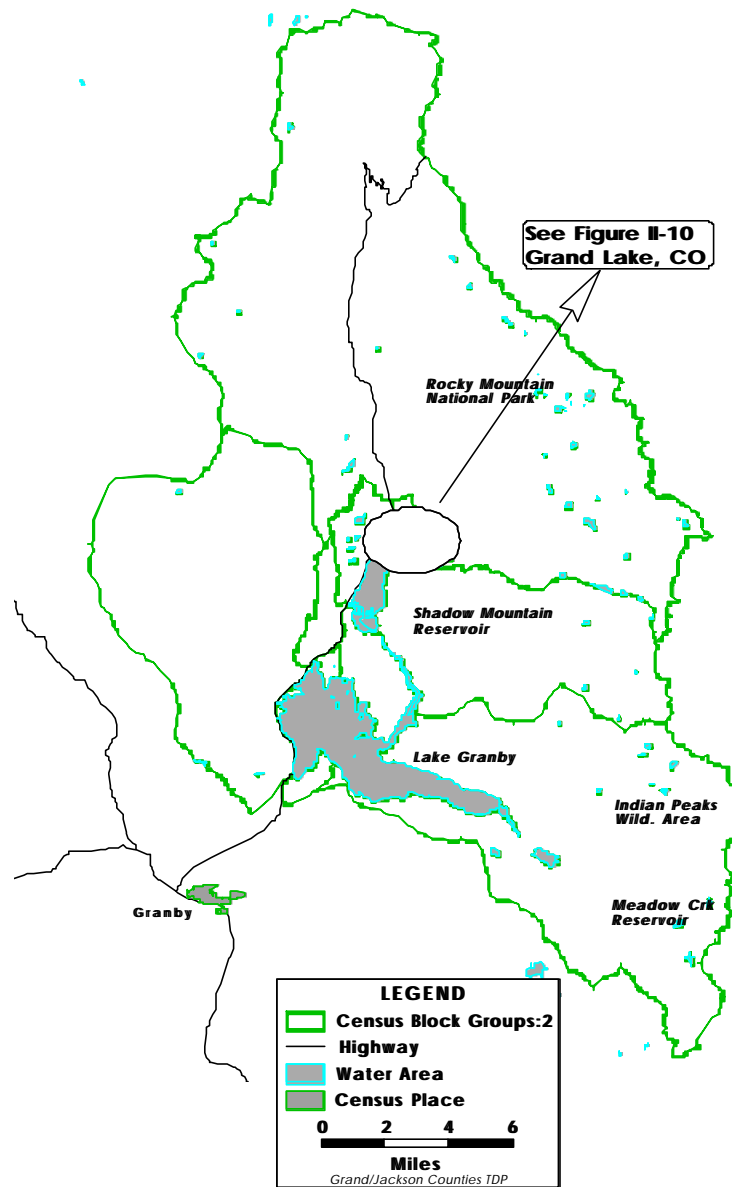 See Figure II-10
Grand Lake, CO
Rocky Mountain
National Park
Shadow Mountain
Reservoir
Lake Granby
Indian Peaks
Wild. Area
Meadow Crk
Reservoir
Granby
LEGEND
Census Block Groups:2
Highway
Water Area
Census Place
0 2 4 6
Miles
Grand/Jackson Counties TDP